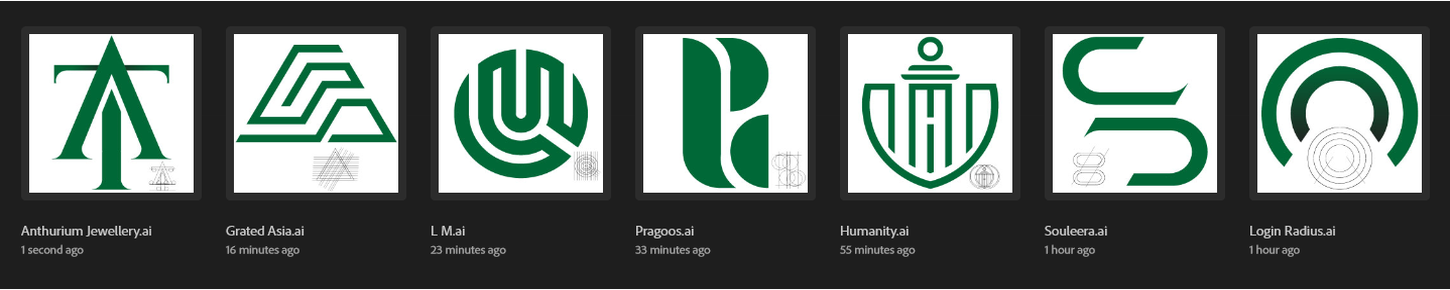 Anthurium Jewellery.ai
1 second ago
Grated Asia.ai
16 minutes ago
L M.ai
23 minutes ago
Pragoos.ai
33 minutes ago
Humanity.ai
55 minutes ago
Souleera.ai
1 hour ago
Login Radius.ai
1 hour ago